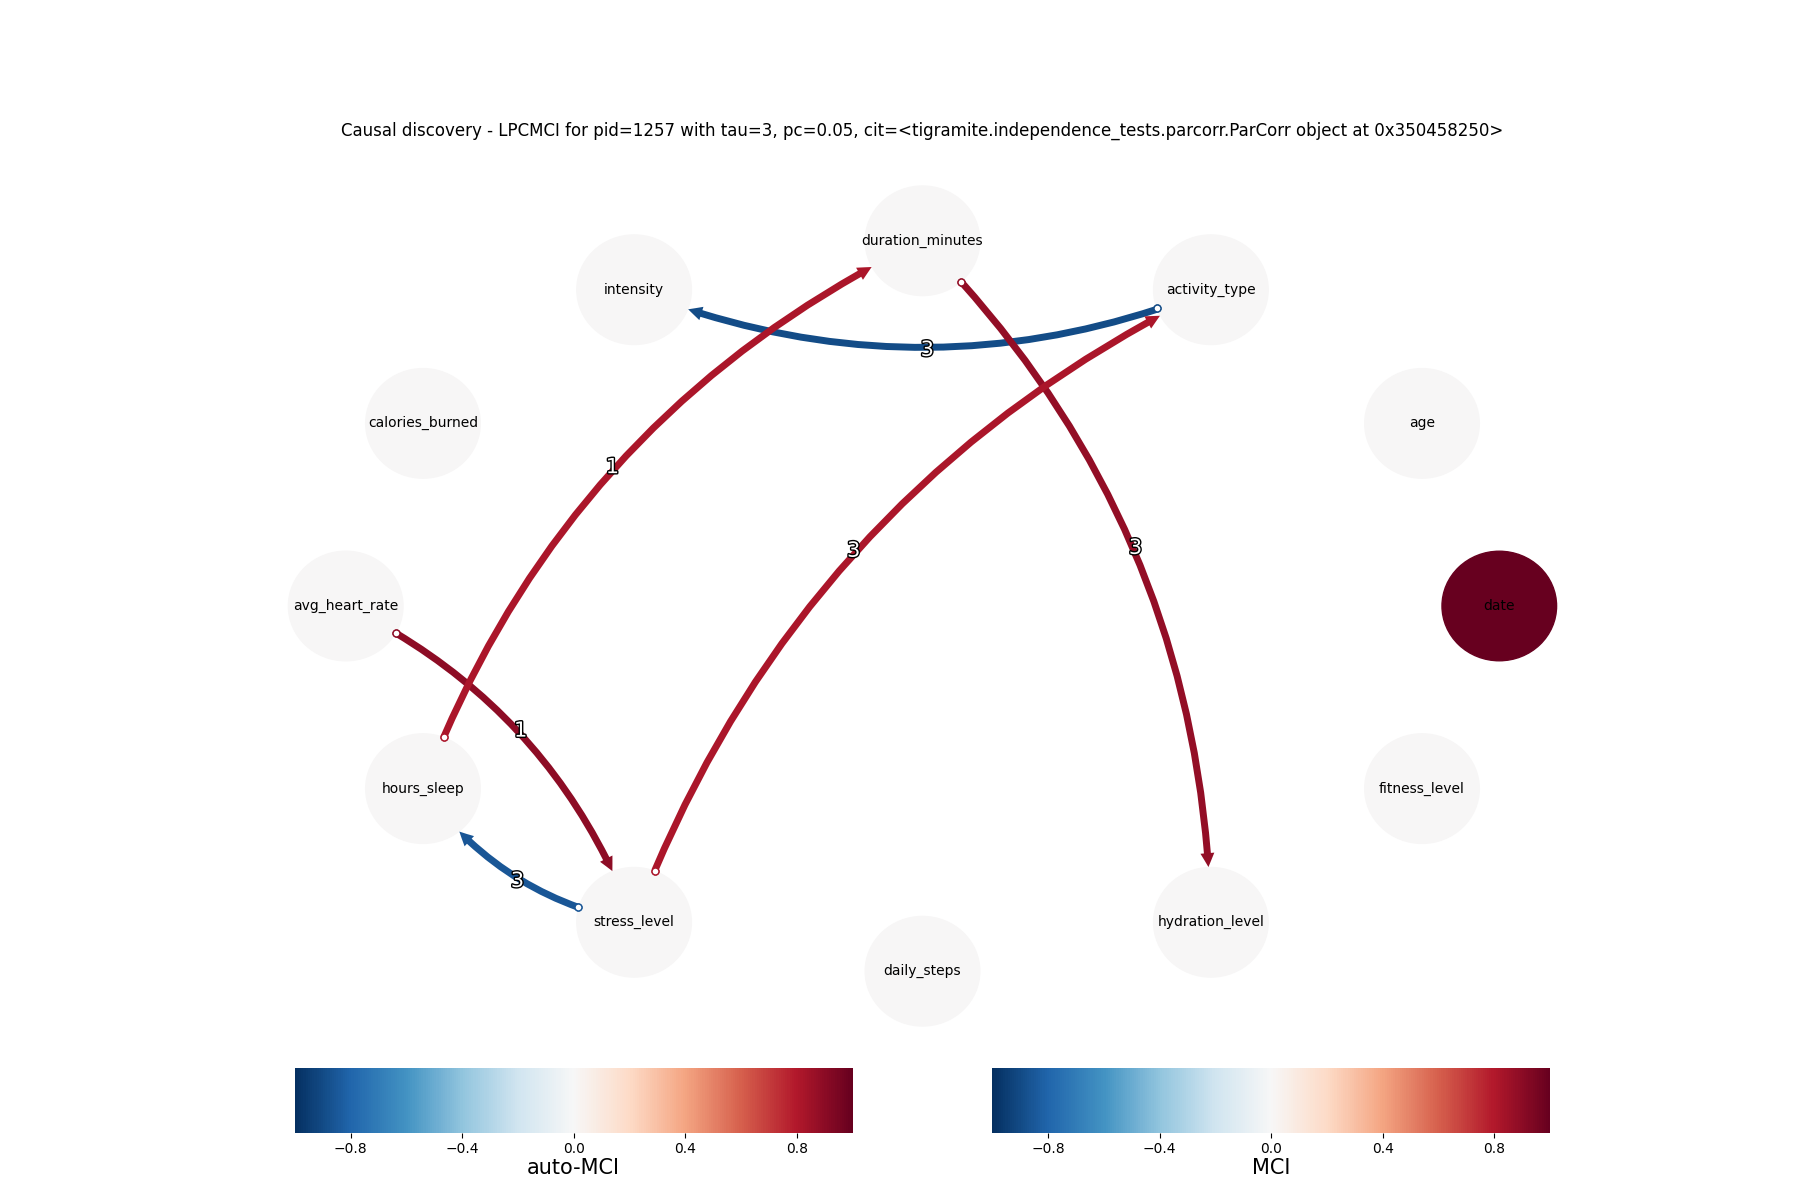 Causal discovery - LPCMCI for pid=1257 with tau=3, pc=0.05, cit=<tigramite.independence_tests.parcorr.ParCorr object at 0x350458250>
duration_minutes
intensity
activity_type
3
calories_burned
age
1
3
3
avg_heart_rate
date
1
hours_sleep
fitness_level
3
stress_level
hydration_level
daily_steps
−0.8 −0.4 0.0 0.4 0.8
auto-MCI
−0.8 −0.4 0.0 0.4 0.8
MCI